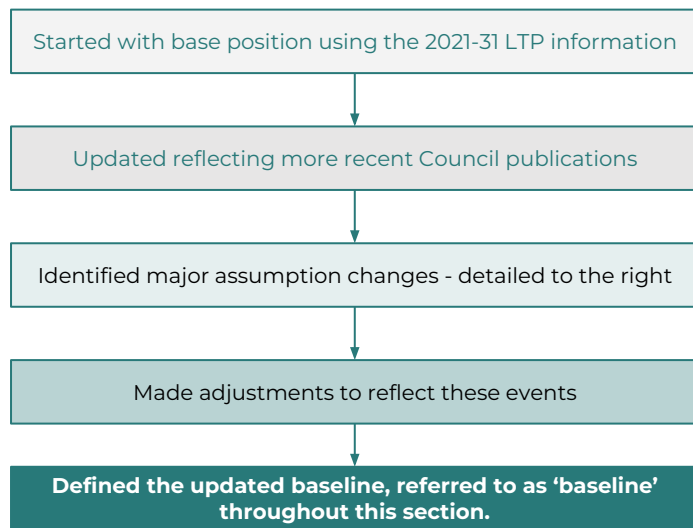 Started with base position using the 2021-31 LTP information
Updated reflecting more recent Council publications
Identified major assumption changes - detailed to the right
Made adjustments to reflect these events
Defined the updated baseline, referred to as ‘baseline’
throughout this section.